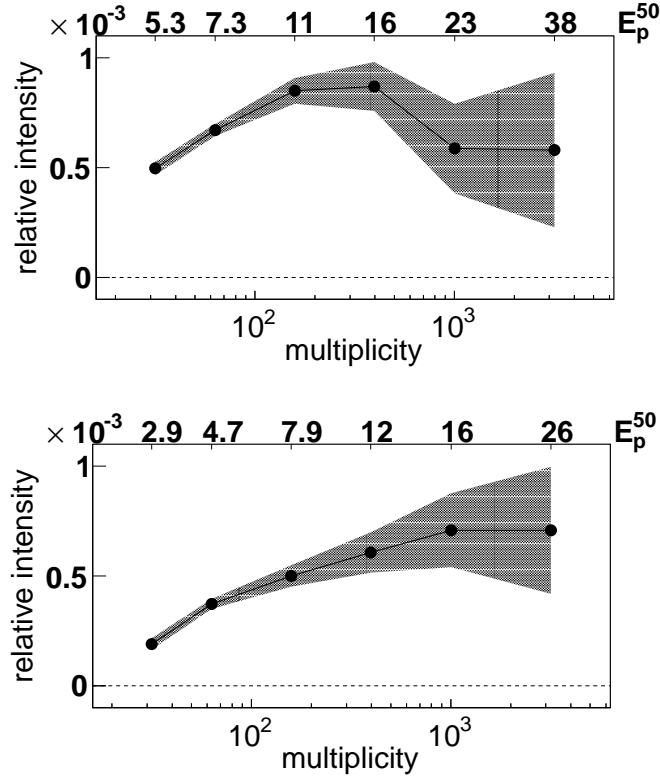 × 10⁻³ 5.3 7.3 11 16 23 38 E_p^50
1
0.5
0
relative intensity
10² 10³
multiplicity
× 10⁻³ 2.9 4.7 7.9 12 16 26 E_p^50
1
0.5
0
relative intensity
10² 10³
multiplicity